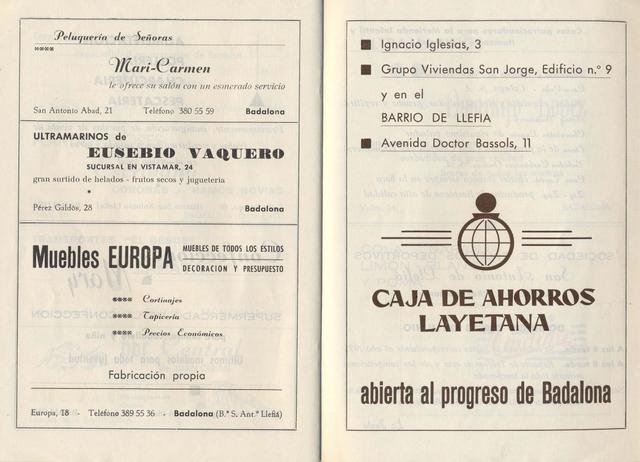 Peluquería de Señoras
Mari-Carmen
le ofrece su salón con un esmerado servicio
San Antonio Abad, 21 Teléfono 380 55 59 Badalona
ULTRAMARINOS de
EUSEBIO VAQUERO
SUCURSAL EN VISTAMAR, 24
gran surtido de helados - frutos secos y juguetería
Pérez Galdós, 28 Badalona
Muebles EUROPA
MUEBLES DE TODOS LOS ÉSTILOS
DECORACION Y PRESUPUESTO
Cortinajes
Tapicería
Precios Económicos
Fabricación propia
Europa, 18 - Teléfono 389 55 36 - Badalona (B.ª S. Ant.º Llefiá)
Ignacio Iglesias, 3
Grupo Viviendas San Jorge, Edificio n.º 9
y en el
BARRIO DE LLEFIA
Avenida Doctor Bassols, 11
CAJA DE AHORROS
LAYETANA
abierta al progreso de Badalona